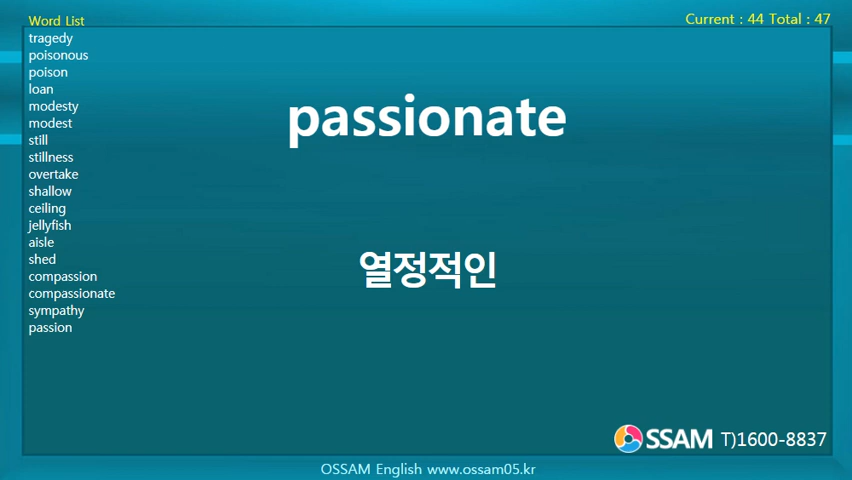 Word List
Current : 44 Total : 47
tragedy
poisonous
poison
loan
modesty
modest
still
stillness
overtake
shallow
ceiling
jellyfish
aisle
shed
compassion
compassionate
sympathy
passion
passionate
열정적인
OSSAM T)1600-8837
OSSAM English www.ossam05.kr